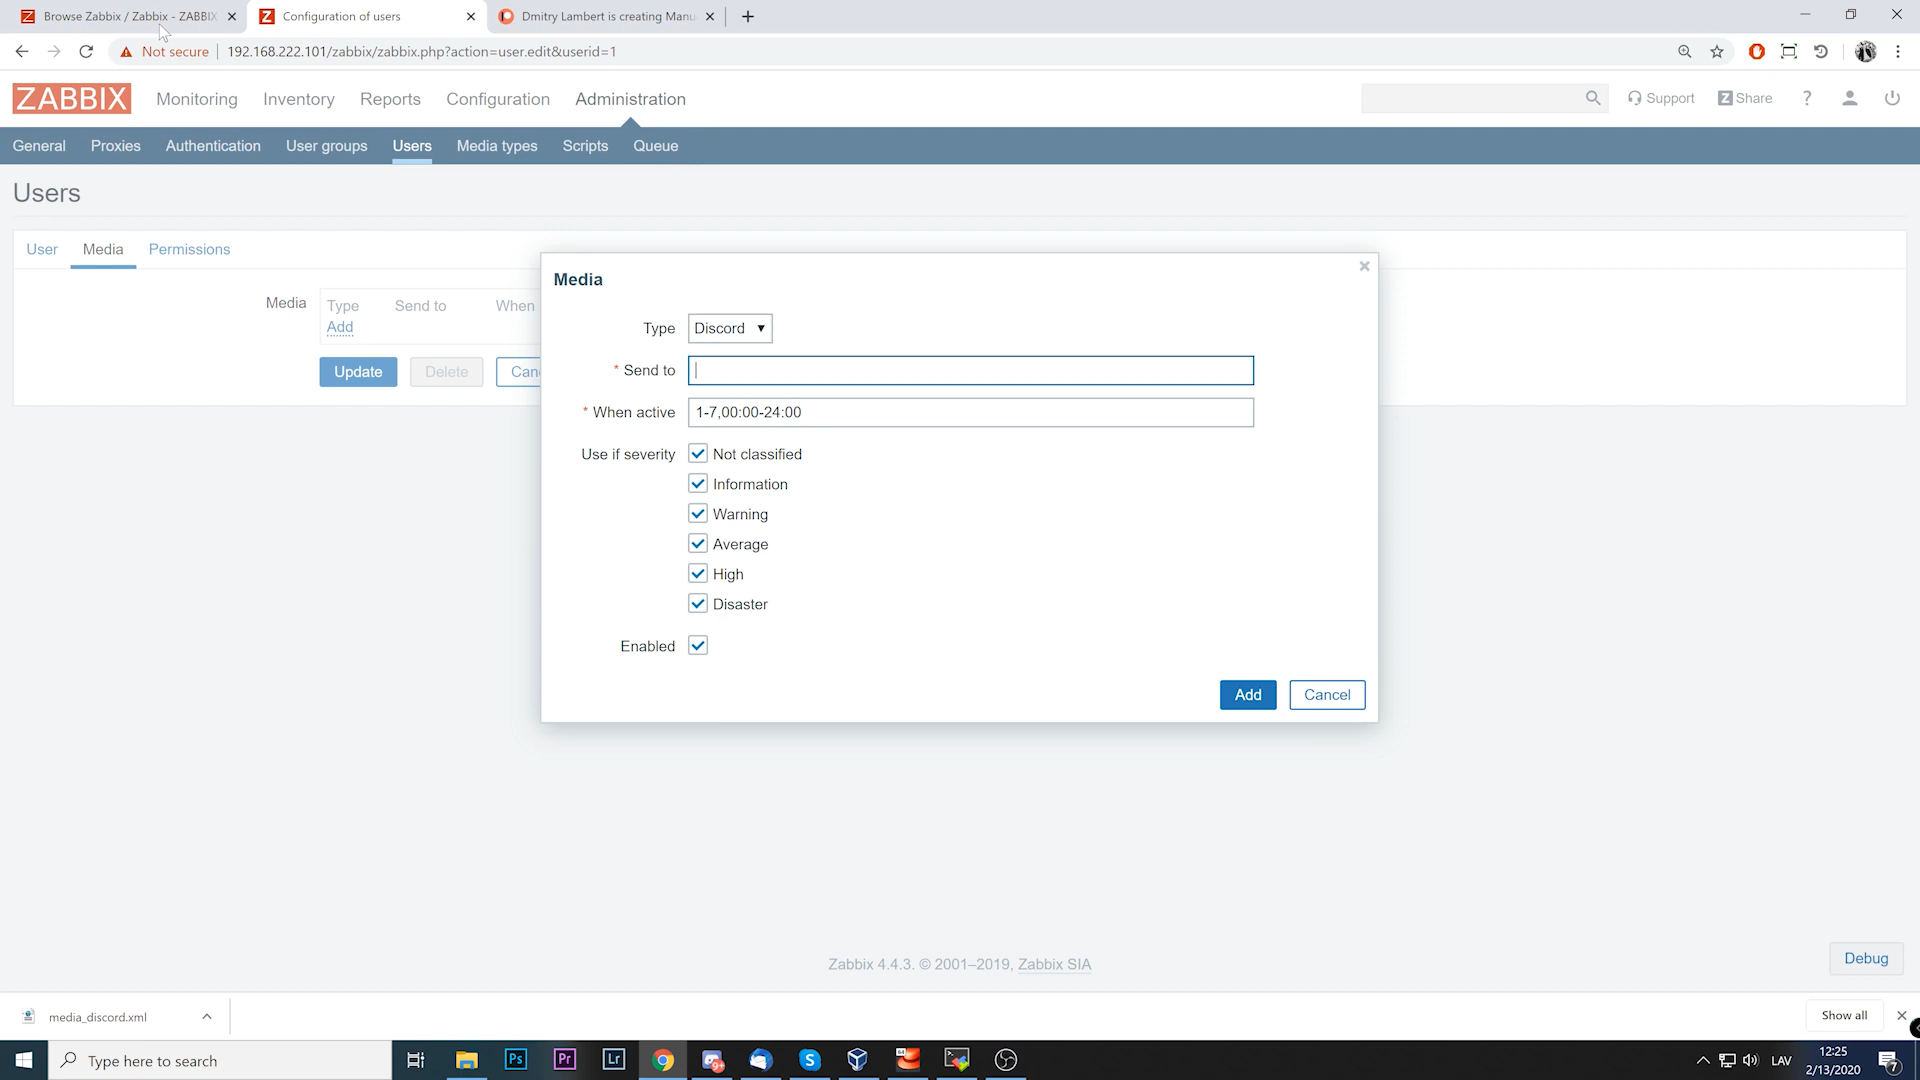 Browse Zabbix / Zabbix - ZABBIX
Configuration of users
Dmitry Lambert is creating Manu
Not secure
192.168.222.101/zabbix/zabbix.php?action=user.edit&userid=1
ZABBIX
Monitoring
Inventory
Reports
Configuration
Administration
Support
Z Share
?
General
Proxies
Authentication
User groups
Users
Media types
Scripts
Queue
Users
User
Media
Permissions
Media
Type
Send to
When
Add
Update
Delete
Can
Media
Type
Discord
* Send to
* When active
1-7,00:00-24:00
Use if severity
Not classified
Information
Warning
Average
High
Disaster
Enabled
Add
Cancel
Zabbix 4.4.3. © 2001–2019, Zabbix SIA
Debug
media_discord.xml
Show all
Type here to search
Ps
Pr
Lr
LAV
12:25
2/13/2020
7